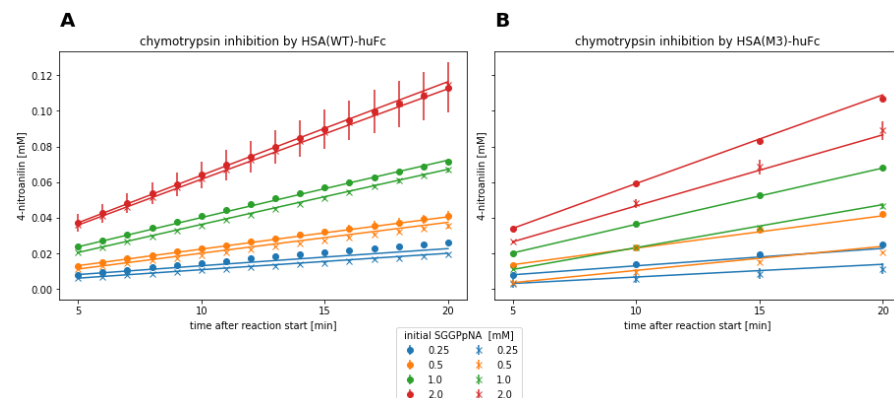 A
B
chymotrypsin inhibition by HSA(WT)-huFc
chymotrypsin inhibition by HSA(M3)-huFc
4-nitroanilin [mM]
0.12
0.10
0.08
0.06
0.04
0.02
0.00
5
10
15
20
time after reaction start [min]
4-nitroanilin [mM]
5
10
15
20
time after reaction start [min]
initial SGGPpNA [mM]
0.25 0.25
0.5 0.5
1.0 1.0
2.0 2.0